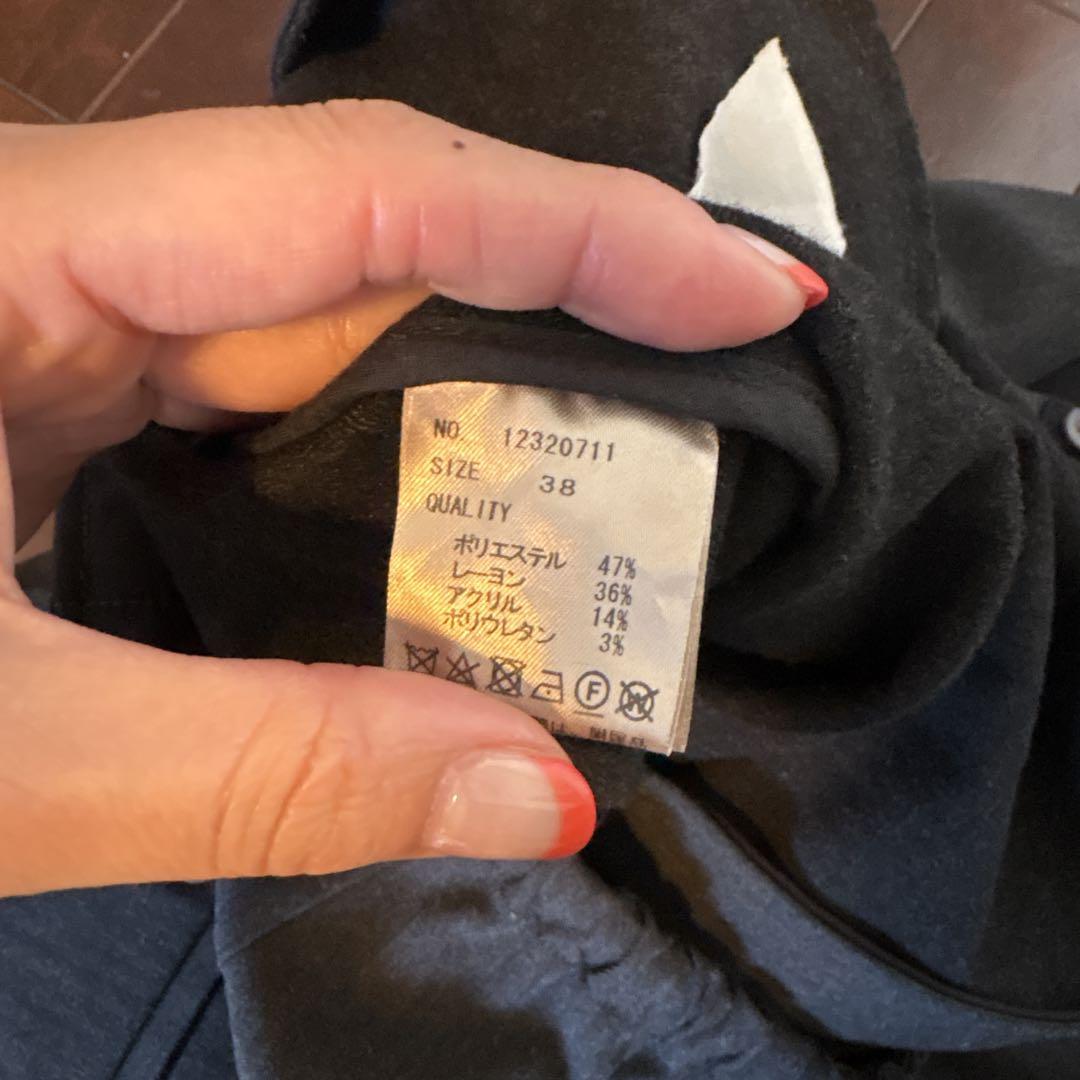 NO. 12320711
SIZE 38
QUALITY
ポリエステル 47%
レーヨン 36%
アクリル 14%
ポリウレタン 3%
F W